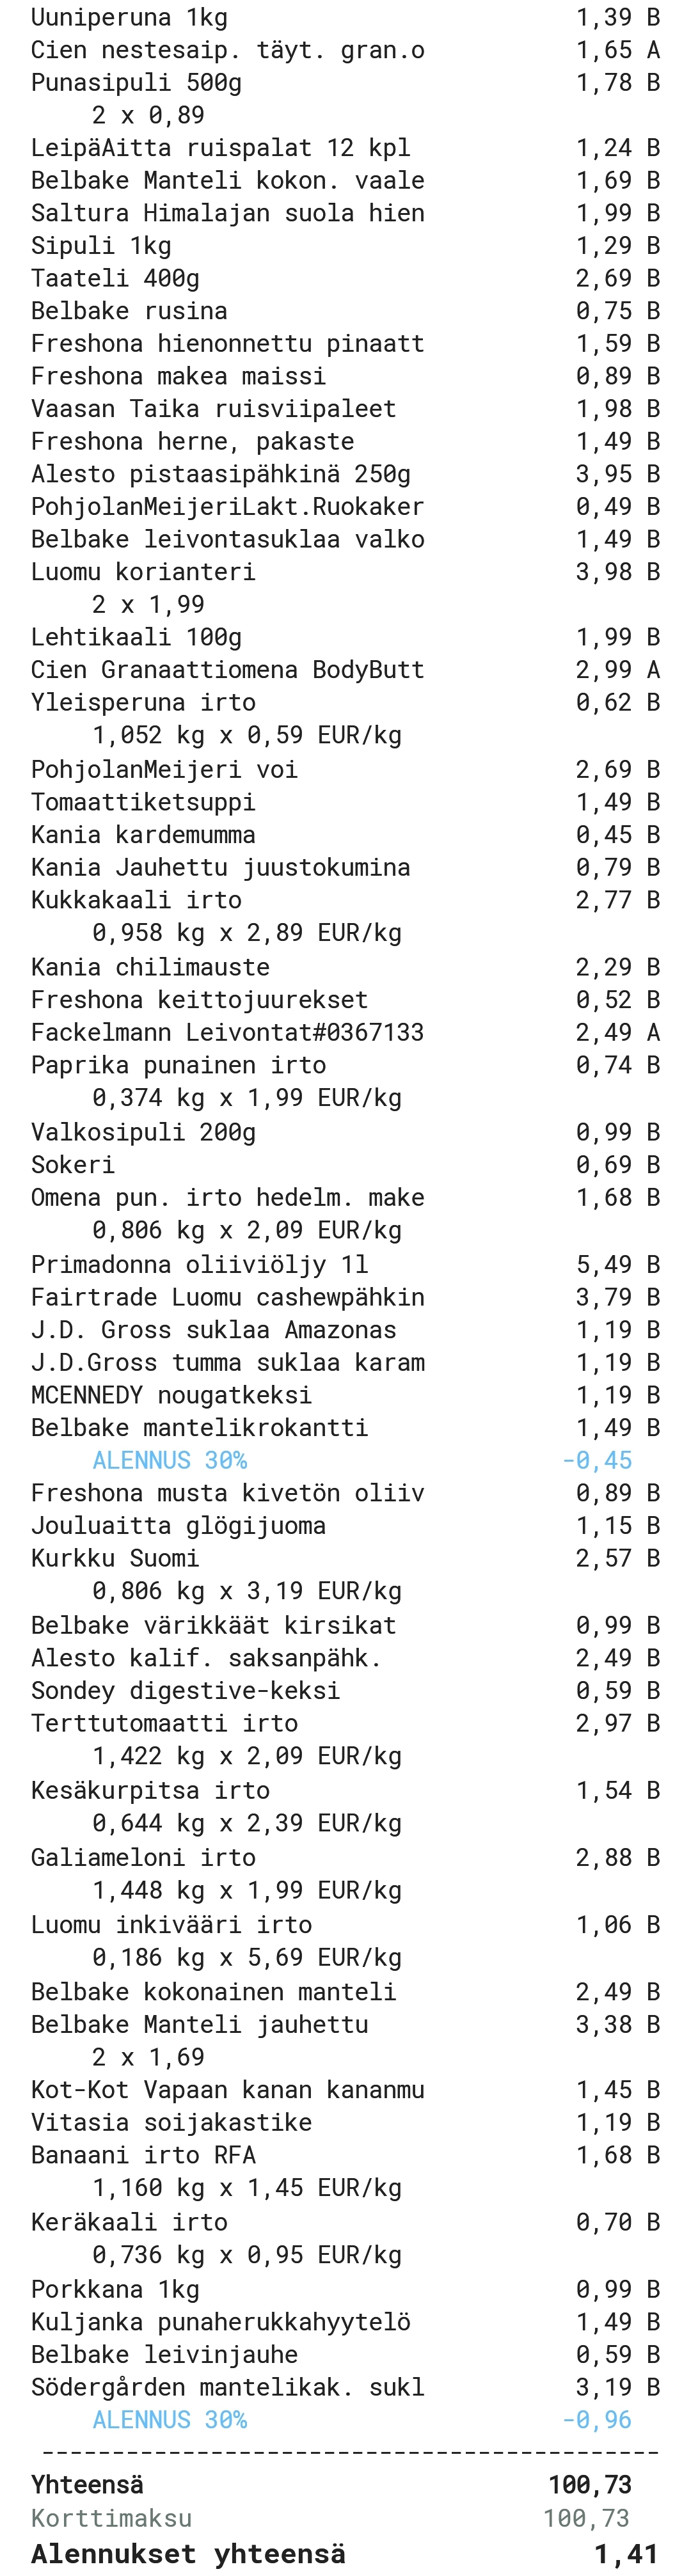 Uuniperuna 1kg 1,39 B
Cien nestesaip. täyt. gran.o 1,65 A
Punasipuli 500g 1,78 B
2 x 0,89
LeipäAitta ruispalat 12 kpl 1,24 B
Belbake Manteli kokon. vaale 1,69 B
Saltura Himalajan suola hien 1,99 B
Sipuli 1kg 1,29 B
Taateli 400g 2,69 B
Belbake rusina 0,75 B
Freshona hienonnettu pinaatt 1,59 B
Freshona makea maissi 0,89 B
Vaasan Taika ruisviipaleet 1,98 B
Freshona herne, pakaste 1,49 B
Alesto pistaasipähkinä 250g 3,95 B
PohjolanMeijeriLakt.Ruokaker 0,49 B
Belbake leivontasuklaa valko 1,49 B
Luomu korianteri 3,98 B
2 x 1,99
Lehtikaali 100g 1,99 B
Cien Granaattiomena BodyButt 2,99 A
Yleisperuna irto 0,62 B
1,052 kg x 0,59 EUR/kg
PohjolanMeijeri voi 2,69 B
Tomaattiketsuppi 1,49 B
Kania kardemumma 0,45 B
Kania Jauhettu juustokumina 0,79 B
Kukkakaali irto 2,77 B
0,958 kg x 2,89 EUR/kg
Kania chilimauste 2,29 B
Freshona keittojuurekset 0,52 B
Fackelmann Leivontat#0367133 2,49 A
Paprika punainen irto 0,74 B
0,374 kg x 1,99 EUR/kg
Valkosipuli 200g 0,99 B
Sokeri 0,69 B
Omena pun. irto hedelm. make 1,68 B
0,806 kg x 2,09 EUR/kg
Primadonna oliiviöljy 1l 5,49 B
Fairtrade Luomu cashewpähkin 3,79 B
J.D. Gross suklaa Amazonas 1,19 B
J.D.Gross tumma suklaa karam 1,19 B
MCENNEDY nougatkeksi 1,19 B
Belbake mantelikrokantti 1,49 B
ALENNUS 30% -0,45
Freshona musta kivetön oliiv 0,89 B
Jouluaitta glögijuoma 1,15 B
Kurkku Suomi 2,57 B
0,806 kg x 3,19 EUR/kg
Belbake värikkäät kirsikat 0,99 B
Alesto kalif. saksanpähk. 2,49 B
Sondey digestive-keksi 0,59 B
Terttutomaatti irto 2,97 B
1,422 kg x 2,09 EUR/kg
Kesäkurpitsa irto 1,54 B
0,644 kg x 2,39 EUR/kg
Galiameloni irto 2,88 B
1,448 kg x 1,99 EUR/kg
Luomu inkivääri irto 1,06 B
0,186 kg x 5,69 EUR/kg
Belbake kokonainen manteli 2,49 B
Belbake Manteli jauhettu 3,38 B
2 x 1,69
Kot-Kot Vapaan kanan kananmu 1,45 B
Vitasia soijakastike 1,19 B
Banaani irto RFA 1,68 B
1,160 kg x 1,45 EUR/kg
Keräkaali irto 0,70 B
0,736 kg x 0,95 EUR/kg
Porkkana 1kg 0,99 B
Kuljanka punaherukkahyytelö 1,49 B
Belbake leivinjauhe 0,59 B
Södergården mantelikak. sukl 3,19 B
ALENNUS 30% -0,96
--------------------------------------------
Yhteensä 100,73
Korttimaksu 100,73
Alennukset yhteensä 1,41